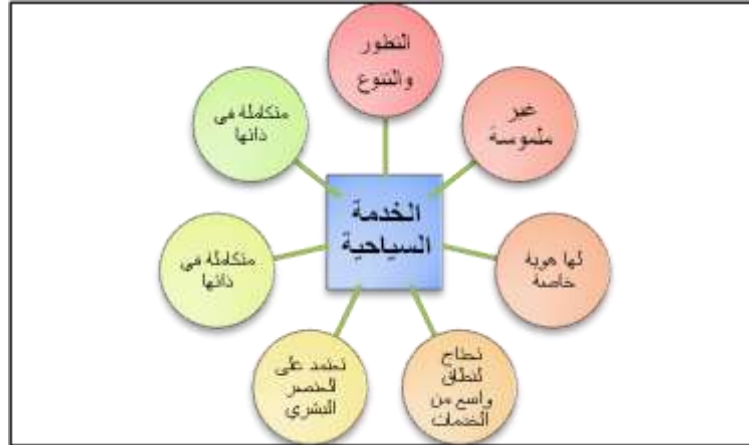 التطور
والتنوع
غير
ملموسة
لها هوية
خاصة
تحتاج
لنطاق
واسع من
الخدمات
تعتمد على
العنصر
البشرى
متكاملة فى
ذاتها
متكاملة فى
ذاتها
الخدمة
السياحية